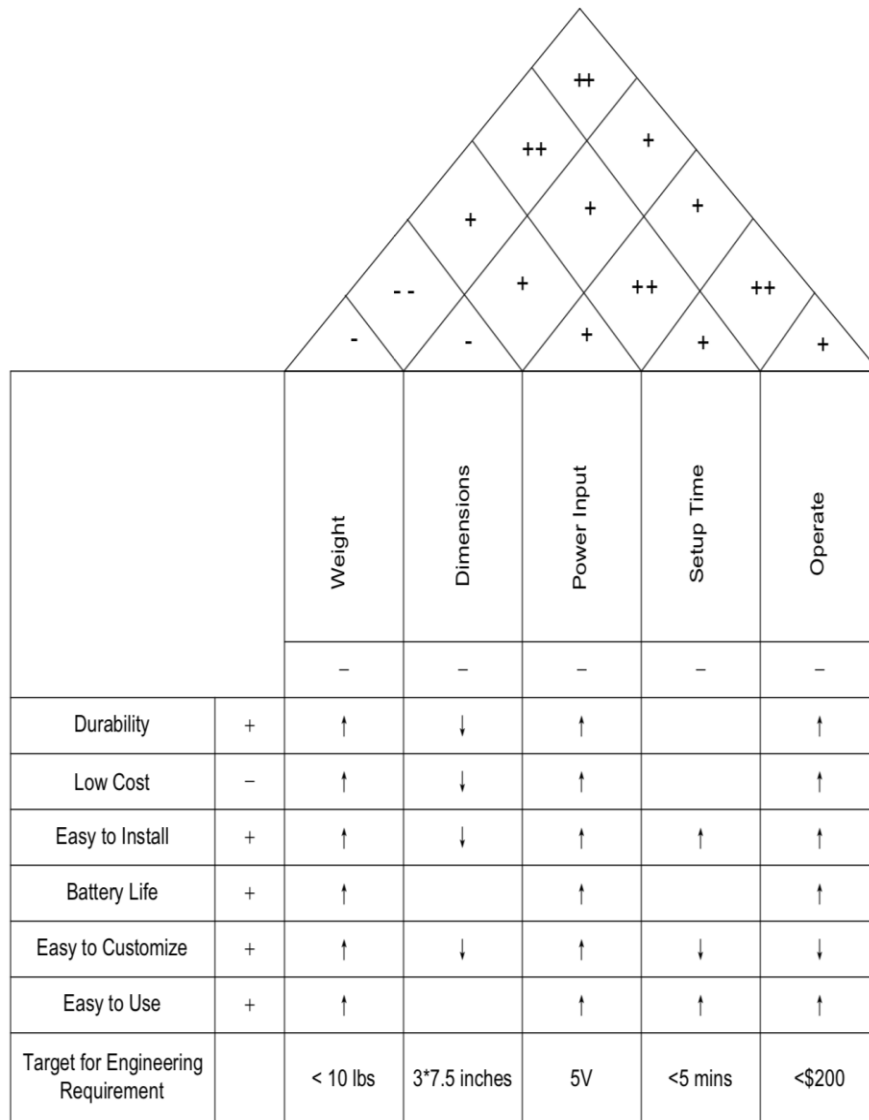 ++
++ +
+ + +
- - + ++ ++
- - + + +
Weight Dimensions Power Input Setup Time Operate
– – – – –
Durability + ↑ ↓ ↑ ↑
Low Cost – ↑ ↓ ↑ ↑
Easy to Install + ↑ ↓ ↑ ↑ ↑
Battery Life + ↑ ↑ ↑
Easy to Customize + ↑ ↓ ↑ ↓ ↓
Easy to Use + ↑ ↑ ↑ ↑
Target for Engineering
Requirement
< 10 lbs 3*7.5 inches 5V <5 mins <$200